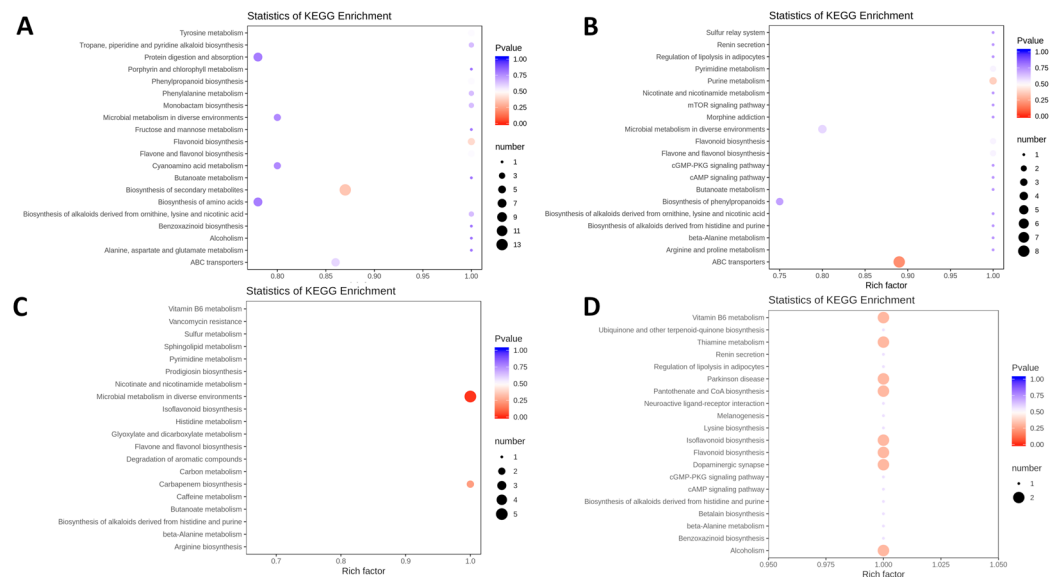 A
Statistics of KEGG Enrichment
Tyrosine metabolism
Tropane, piperidine and pyridine alkaloid biosynthesis
Protein digestion and absorption
Porphyrin and chlorophyll metabolism
Phenylpropanoid biosynthesis
Phenylalanine metabolism
Monobactam biosynthesis
Microbial metabolism in diverse environments
Fructose and mannose metabolism
Flavonoid biosynthesis
Flavone and flavonol biosynthesis
Cyanoamino acid metabolism
Butanoate metabolism
Biosynthesis of secondary metabolites
Biosynthesis of amino acids
Biosynthesis of alkaloids derived from ornithine, lysine and nicotinic acid
Benzoxazinoid biosynthesis
Alcoholism
Alanine, aspartate and glutamate metabolism
ABC transporters
0.80 0.85 0.90 0.95 1.00
Pvalue
1.00
0.75
0.50
0.25
0.00
number
1
3
5
7
9
11
13
B
Statistics of KEGG Enrichment
Sulfur relay system
Renin secretion
Regulation of lipolysis in adipocytes
Pyrimidine metabolism
Purine metabolism
Nicotinate and nicotinamide metabolism
mTOR signaling pathway
Morphine addiction
Microbial metabolism in diverse environments
Flavonoid biosynthesis
Flavone and flavonol biosynthesis
cGMP-PKG signaling pathway
cAMP signaling pathway
Butanoate metabolism
Biosynthesis of phenylpropanoids
Biosynthesis of alkaloids derived from ornithine, lysine and nicotinic acid
Biosynthesis of alkaloids derived from histidine and purine
beta-Alanine metabolism
Arginine and proline metabolism
ABC transporters
0.75 0.80 0.85 0.90 0.95 1.00
Rich factor
Pvalue
1.00
0.75
0.50
0.25
0.00
number
1
2
3
4
5
6
7
8
C
Statistics of KEGG Enrichment
Vitamin B6 metabolism
Vancomycin resistance
Sulfur metabolism
Sphingolipid metabolism
Pyrimidine metabolism
Prodigiosin biosynthesis
Nicotinate and nicotinamide metabolism
Microbial metabolism in diverse environments
Isoflavonoid biosynthesis
Histidine metabolism
Glyoxylate and dicarboxylate metabolism
Flavone and flavonol biosynthesis
Degradation of aromatic compounds
Carbon metabolism
Carbapenem biosynthesis
Caffeine metabolism
Butanoate metabolism
Biosynthesis of alkaloids derived from histidine and purine
beta-Alanine metabolism
Arginine biosynthesis
0.7 0.8 0.9 1.0
Rich factor
Pvalue
1.00
0.75
0.50
0.25
0.00
number
1
2
3
4
5
D
Statistics of KEGG Enrichment
Vitamin B6 metabolism
Ubiquinone and other terpenoid-quinone biosynthesis
Thiamine metabolism
Renin secretion
Regulation of lipolysis in adipocytes
Parkinson disease
Pantothenate and CoA biosynthesis
Neuroactive ligand-receptor interaction
Melanogenesis
Lysine biosynthesis
Isoflavonoid biosynthesis
Flavonoid biosynthesis
Dopaminergic synapse
cGMP-PKG signaling pathway
cAMP signaling pathway
Biosynthesis of alkaloids derived from histidine and purine
Betalain biosynthesis
beta-Alanine metabolism
Benzoxazinoid biosynthesis
Alcoholism
0.950 0.975 1.000 1.025 1.050
Rich factor
Pvalue
1.00
0.75
0.50
0.25
0.00
number
1
2